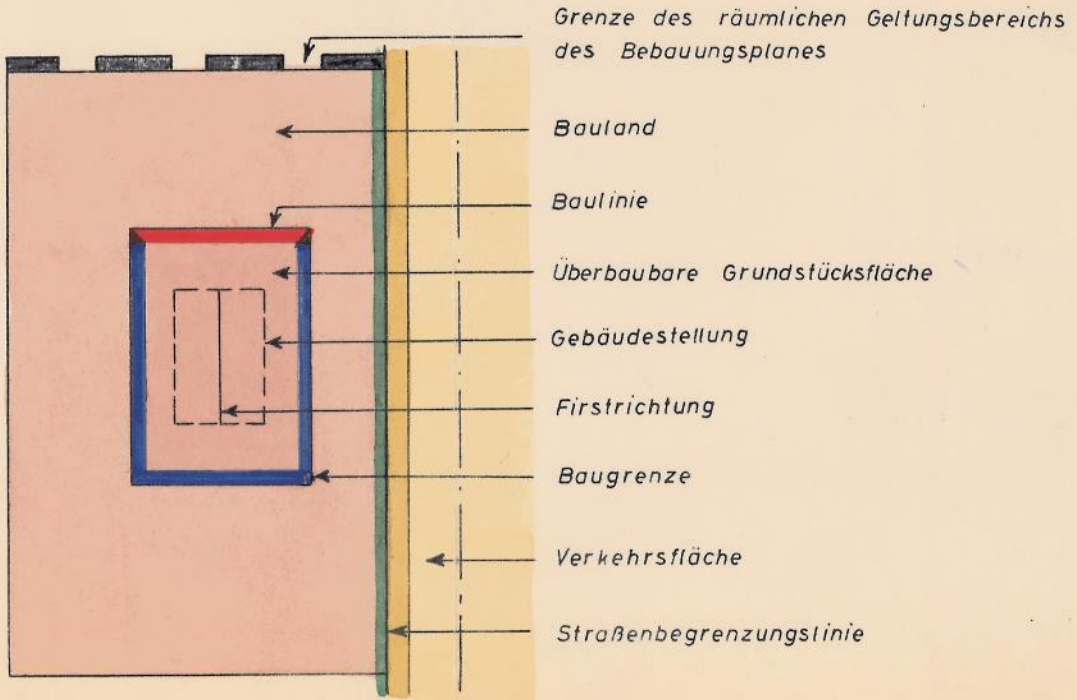 Grenze des räumlichen Geltungsbereichs
des Bebauungsplanes
Bauland
Baulinie
Überbaubare Grundstücksfläche
Gebäudestellung
Firstrichtung
Baugrenze
Verkehrsfläche
Straßenbegrenzungslinie